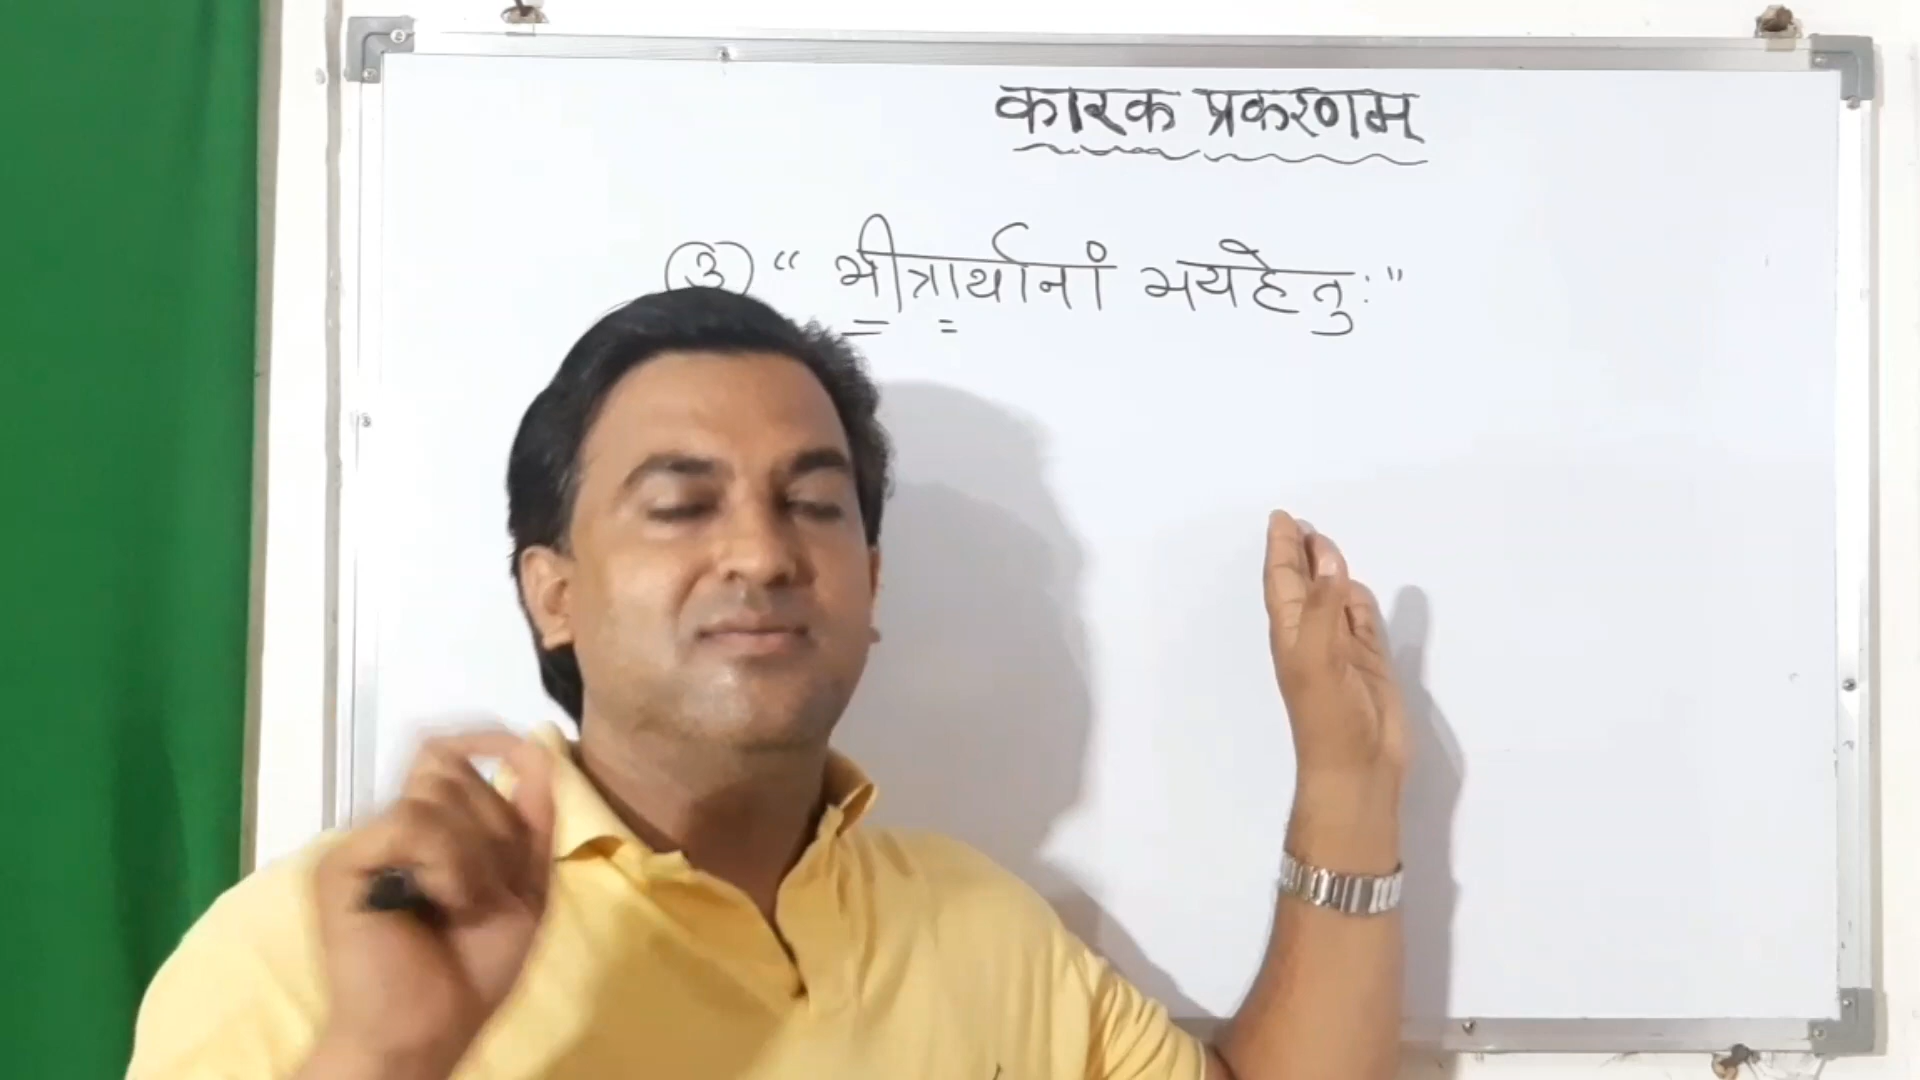 कारक प्रकरणम्
③ “ भीत्रार्थानां भयहेतुः ”